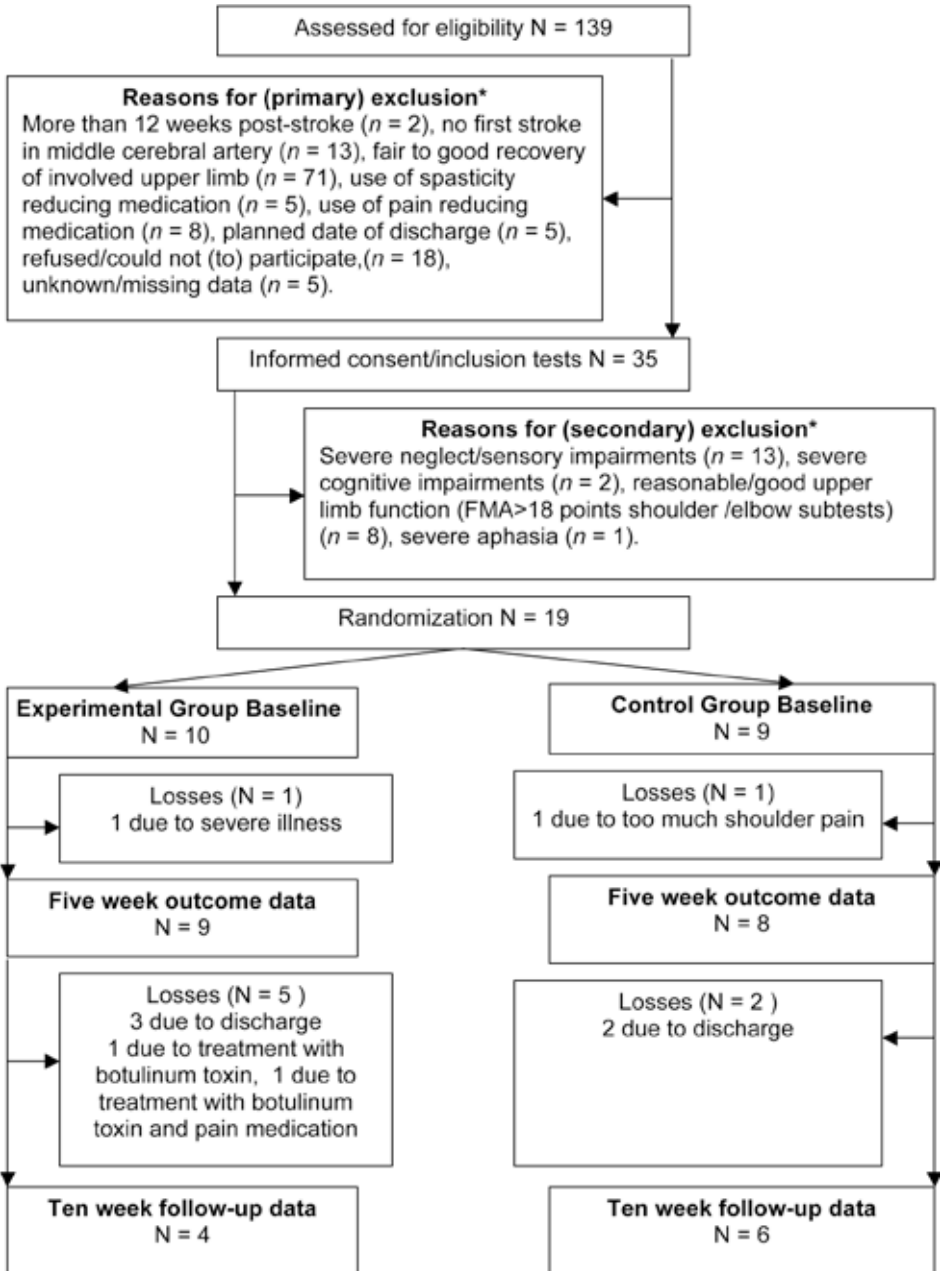 Assessed for eligibility N = 139
Reasons for (primary) exclusion*
More than 12 weeks post-stroke (n = 2), no first stroke
in middle cerebral artery (n = 13), fair to good recovery
of involved upper limb (n = 71), use of spasticity
reducing medication (n = 5), use of pain reducing
medication (n = 8), planned date of discharge (n = 5),
refused/could not (to) participate,(n = 18),
unknown/missing data (n = 5).
Informed consent/inclusion tests N = 35
Reasons for (secondary) exclusion*
Severe neglect/sensory impairments (n = 13), severe
cognitive impairments (n = 2), reasonable/good upper
limb function (FMA>18 points shoulder /elbow subtests)
(n = 8), severe aphasia (n = 1).
Randomization N = 19
Experimental Group Baseline
N = 10
Control Group Baseline
N = 9
Losses (N = 1)
1 due to severe illness
Losses (N = 1)
1 due to too much shoulder pain
Five week outcome data
N = 9
Five week outcome data
N = 8
Losses (N = 5 )
3 due to discharge
1 due to treatment with
botulinum toxin, 1 due to
treatment with botulinum
toxin and pain medication
Losses (N = 2 )
2 due to discharge
Ten week follow-up data
N = 4
Ten week follow-up data
N = 6